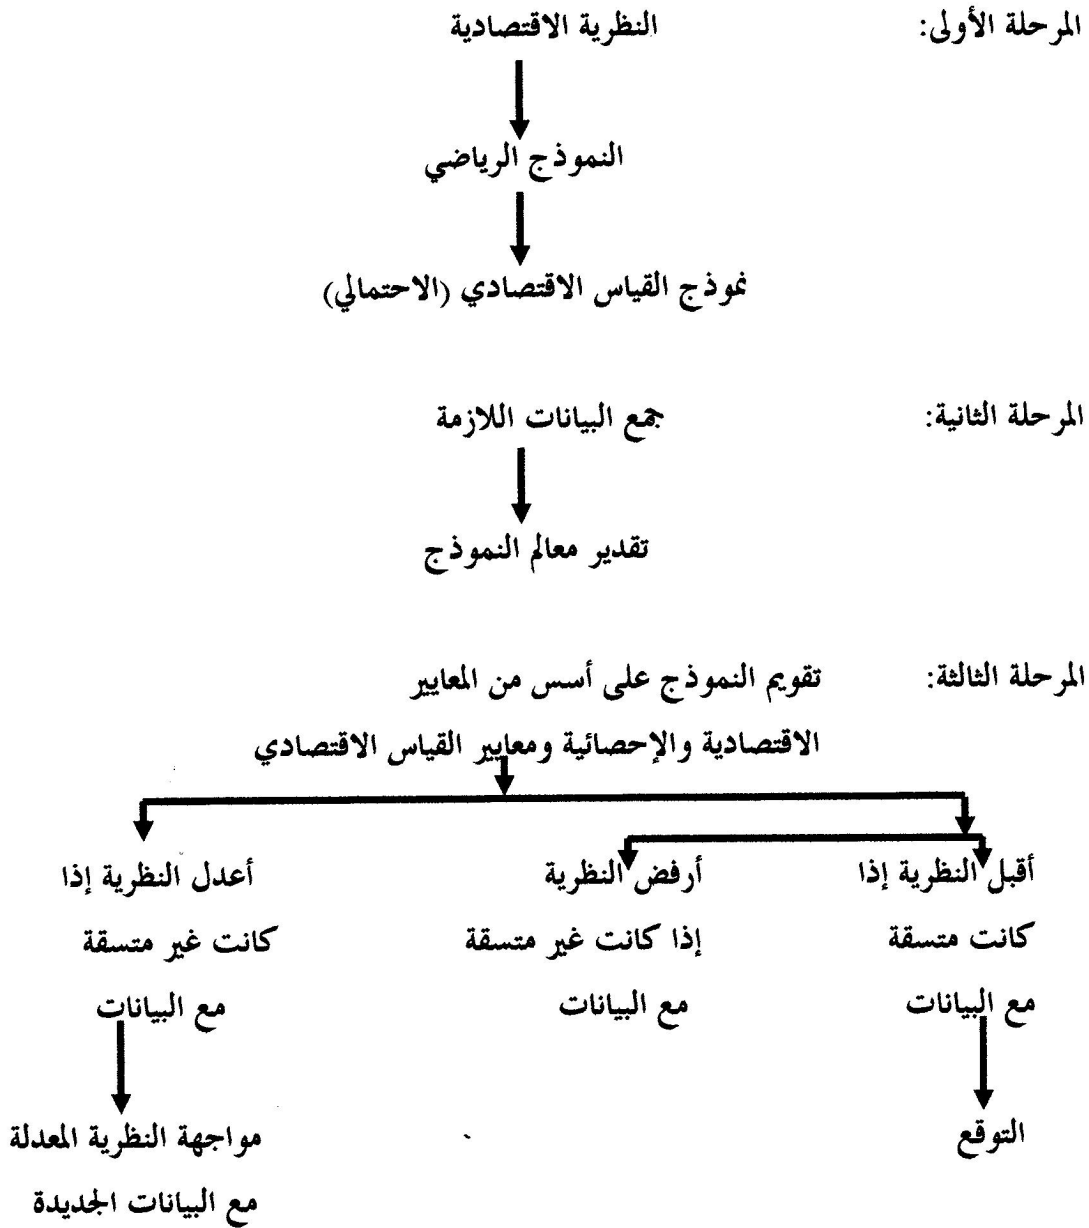 المرحلة الأولى: النظرية الاقتصادية
النموذج الرياضي
نموذج القياس الاقتصادي (الاحتمالي)
المرحلة الثانية: جمع البيانات اللازمة
تقدير معالم النموذج
المرحلة الثالثة: تقويم النموذج على أسس من المعايير
الاقتصادية والإحصائية ومعايير القياس الاقتصادي
أقبل النظرية إذا
كانت متسقة
مع البيانات
التوقع
أرفض النظرية
إذا كانت غير متسقة
مع البيانات
أعدل النظرية إذا
كانت غير متسقة
مع البيانات
مواجهة النظرية المعدلة
مع البيانات الجديدة